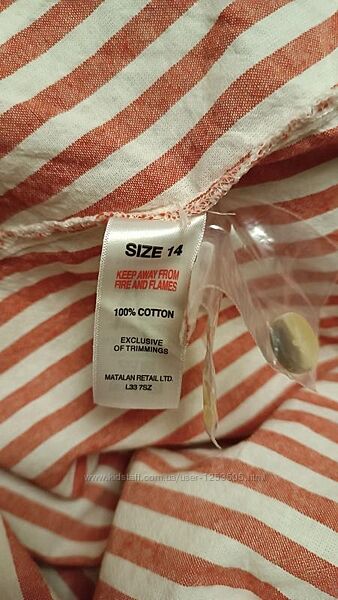 SIZE 14
KEEP AWAY FROM
FIRE AND FLAMES
100% COTTON
EXCLUSIVE
OF TRIMMINGS
MATALAN RETAIL LTD.
L33 7SZ